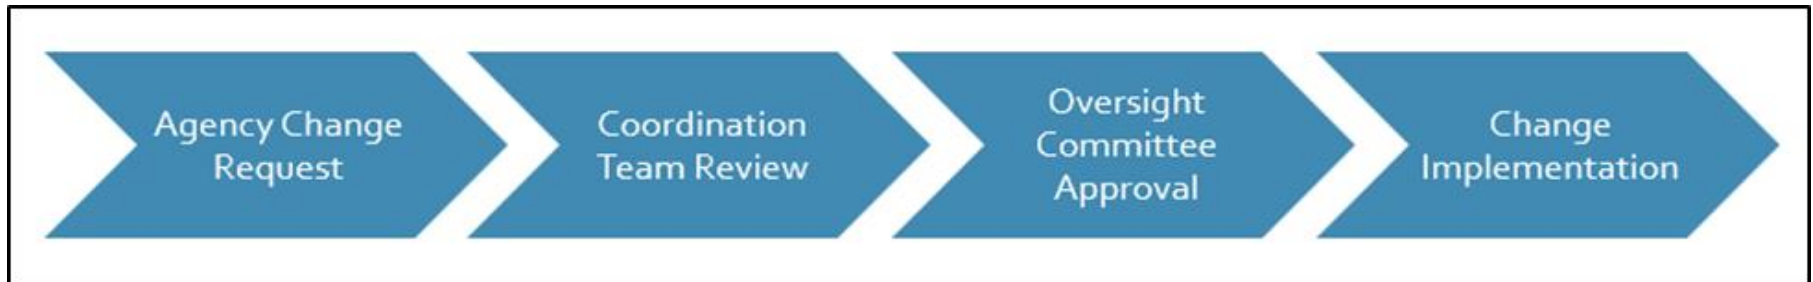 Agency Change
Request
Coordination
Team Review
Oversight
Committee
Approval
Change
Implementation